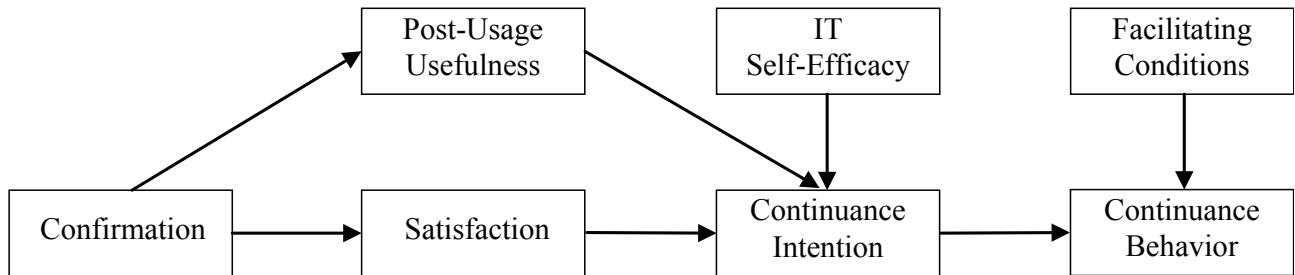 Post-Usage
Usefulness
IT
Self-Efficacy
Facilitating
Conditions
Confirmation
Satisfaction
Continuance
Intention
Continuance
Behavior